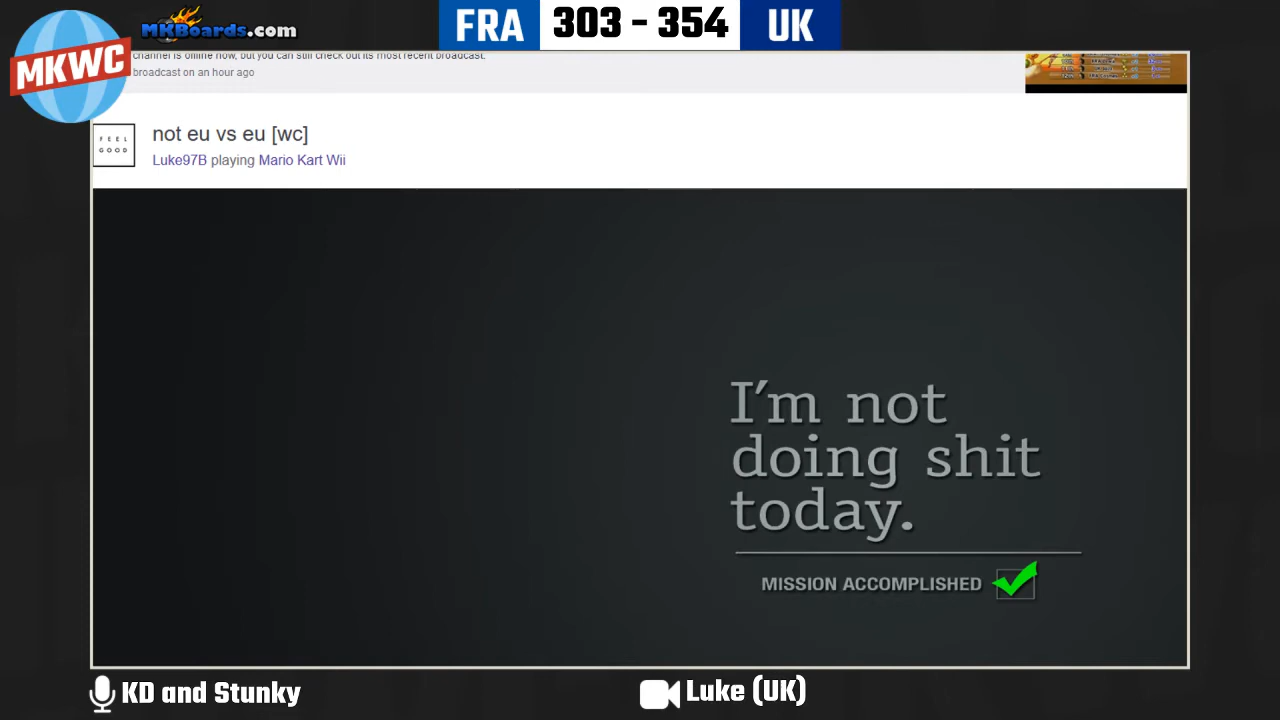 MKWC
MKBoards.com
FRA 303 - 354 UK
channel is offline now, but you can still check out its most recent broadcast.
broadcast on an hour ago
FEEL
GOOD
not eu vs eu [wc]
Luke97B playing Mario Kart Wii
I'm not
doing shit
today.
MISSION ACCOMPLISHED
KD and Stunky
Luke (UK)